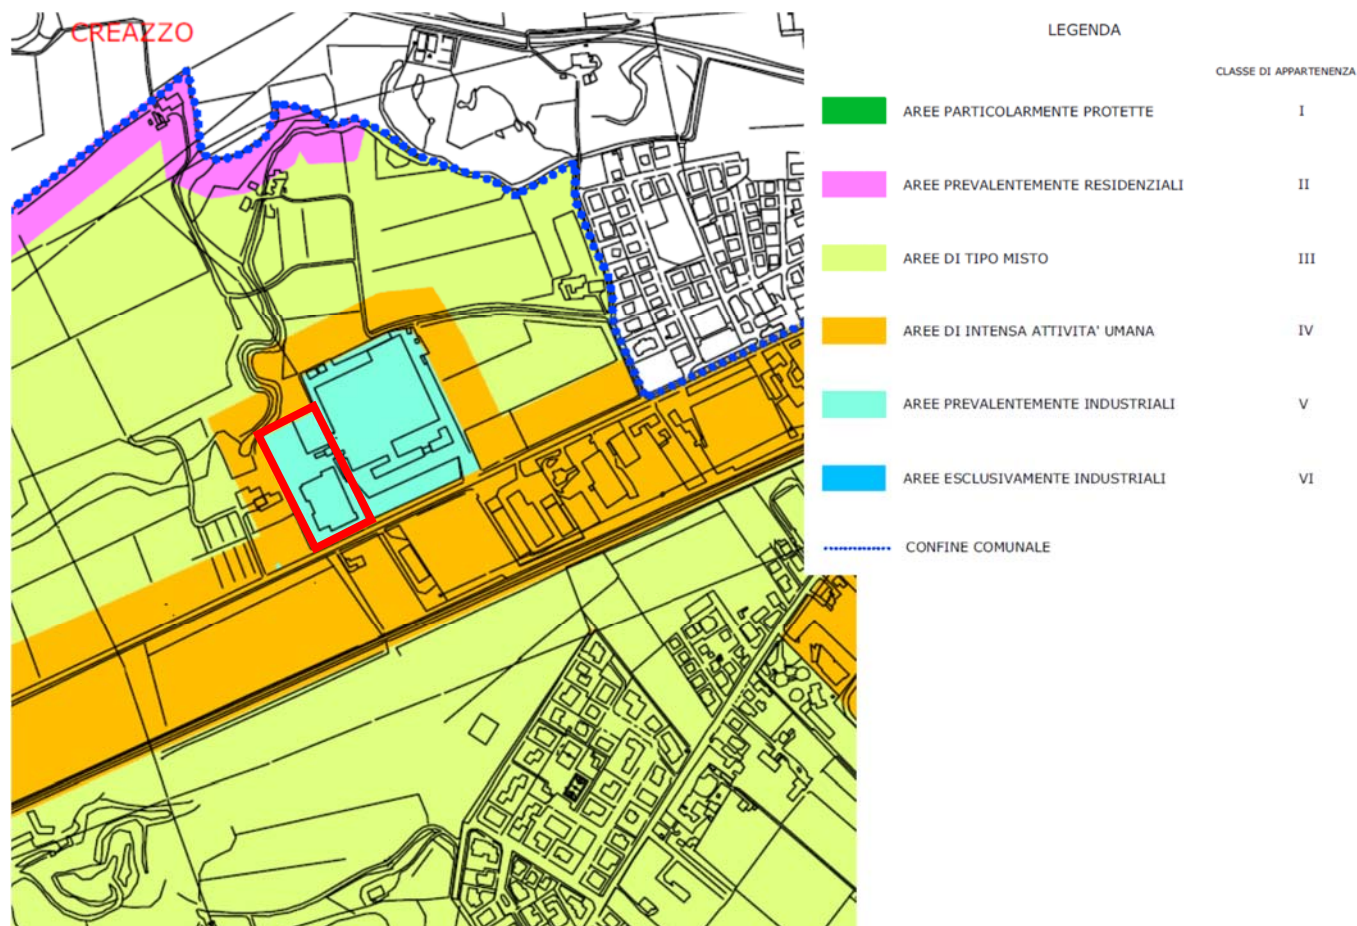 CREAZZO
LEGENDA
CLASSE DI APPARTENENZA
AREE PARTICOLARMENTE PROTETTE I
AREE PREVALENTEMENTE RESIDENZIALI II
AREE DI TIPO MISTO III
AREE DI INTENSA ATTIVITA' UMANA IV
AREE PREVALENTEMENTE INDUSTRIALI V
AREE ESCLUSIVAMENTE INDUSTRIALI VI
CONFINE COMUNALE